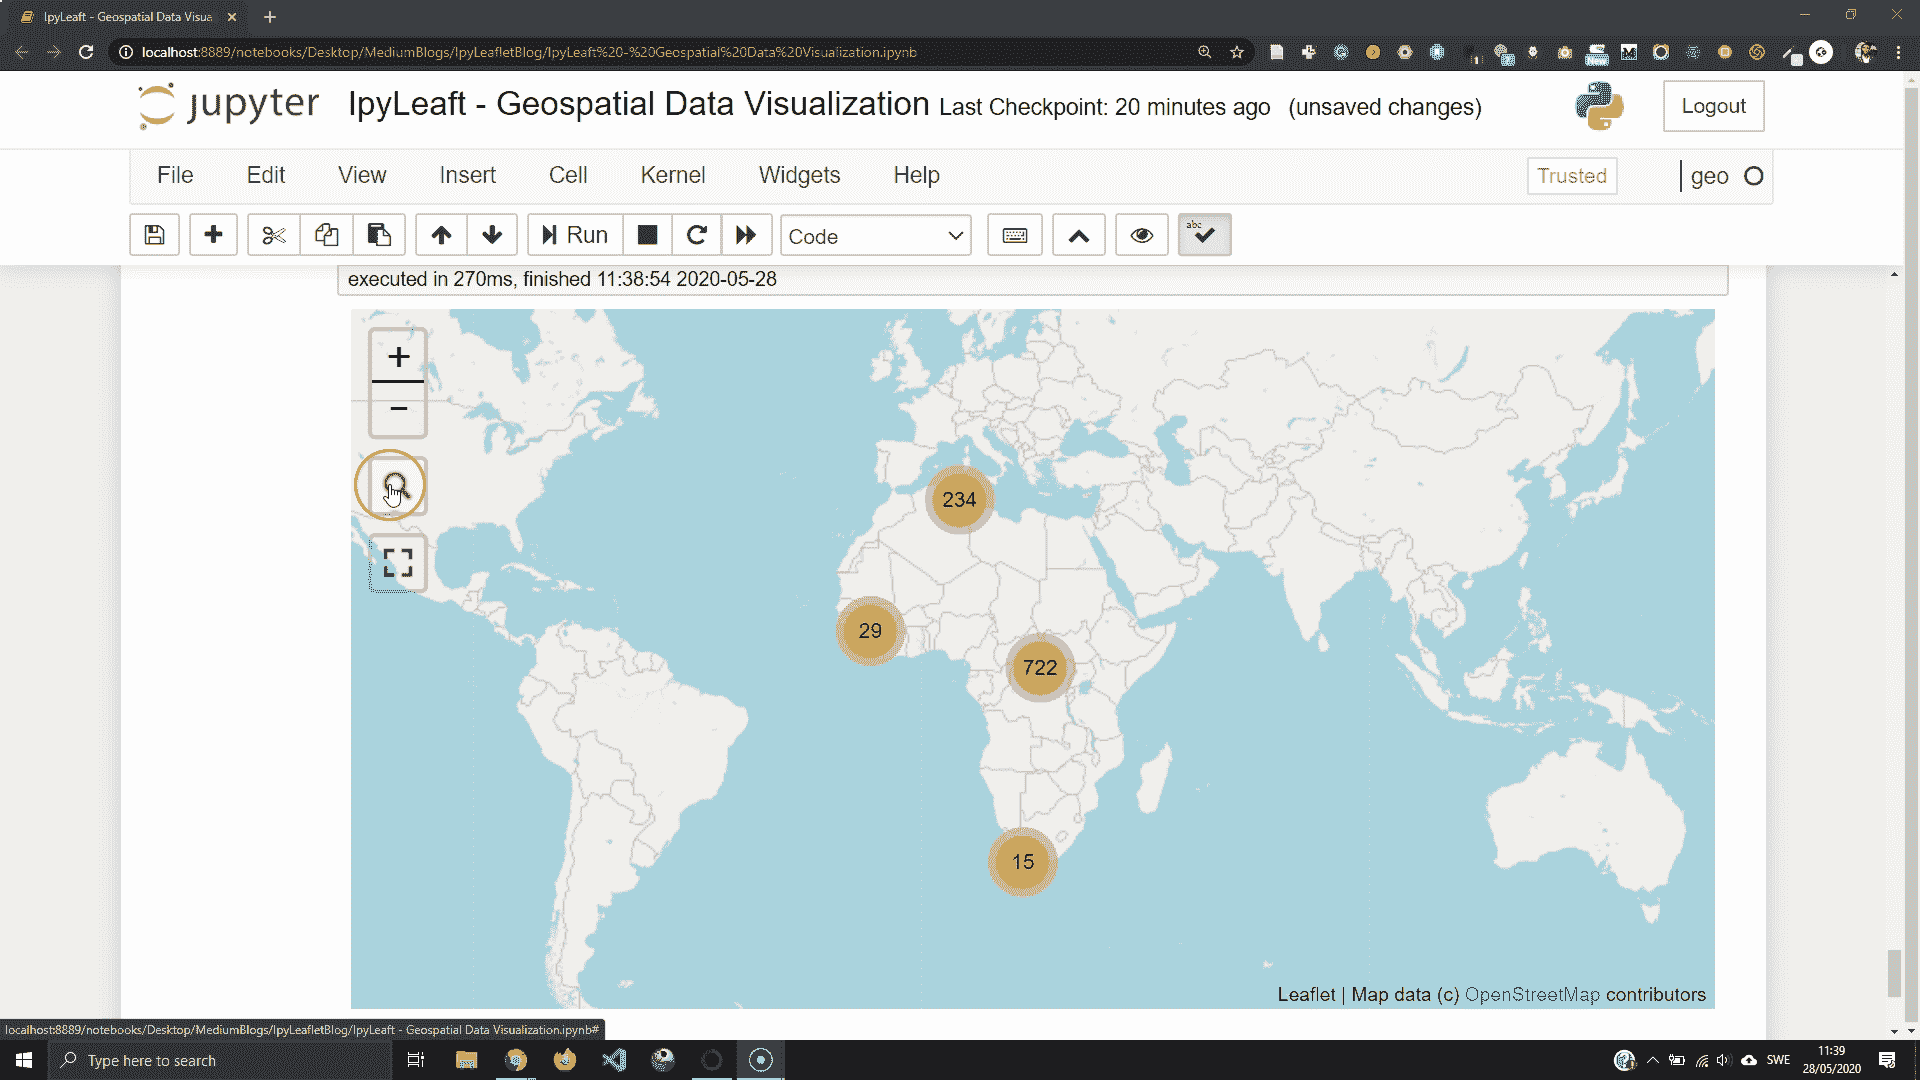 IpyLeaft - Geospatial Data Visua
localhost:8889/notebooks/Desktop/MediumBlogs/IpyLeafletBlog/IpyLeaft%20-%20Geospatial%20Data%20Visualization.ipynb
jupyter IpyLeaft - Geospatial Data Visualization Last Checkpoint: 20 minutes ago (unsaved changes) Logout
File Edit View Insert Cell Kernel Widgets Help Trusted geo
Run Code abc
executed in 270ms, finished 11:38:54 2020-05-28
+
−
234
29
722
15
Leaflet | Map data (c) OpenStreetMap contributors
localhost:8889/notebooks/Desktop/MediumBlogs/IpyLeafletBlog/IpyLeaft - Geospatial Data Visualization.ipynb#
Type here to search
SWE
11:39
28/05/2020